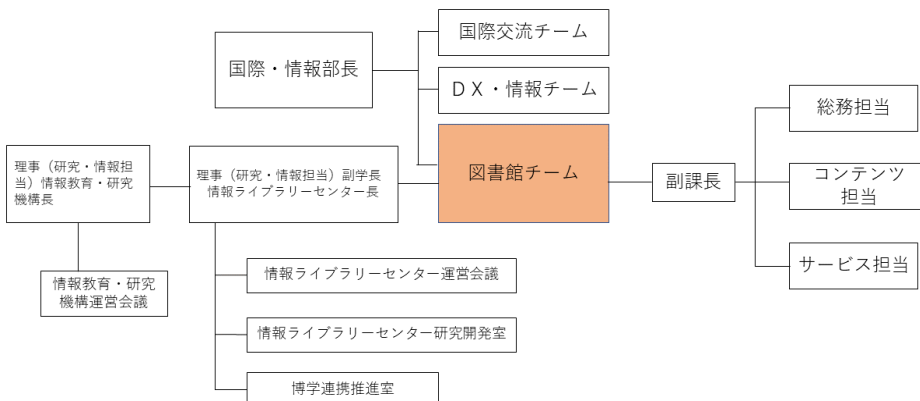 国際・情報部長
国際交流チーム
ＤＸ・情報チーム
図書館チーム
理事（研究・情報担
当）情報教育・研究
機構長
理事（研究・情報担当）副学長
情報ライブラリーセンター長
副課長
総務担当
コンテンツ
担当
サービス担当
情報教育・研究
機構運営会議
情報ライブラリーセンター運営会議
情報ライブラリーセンター研究開発室
博学連携推進室